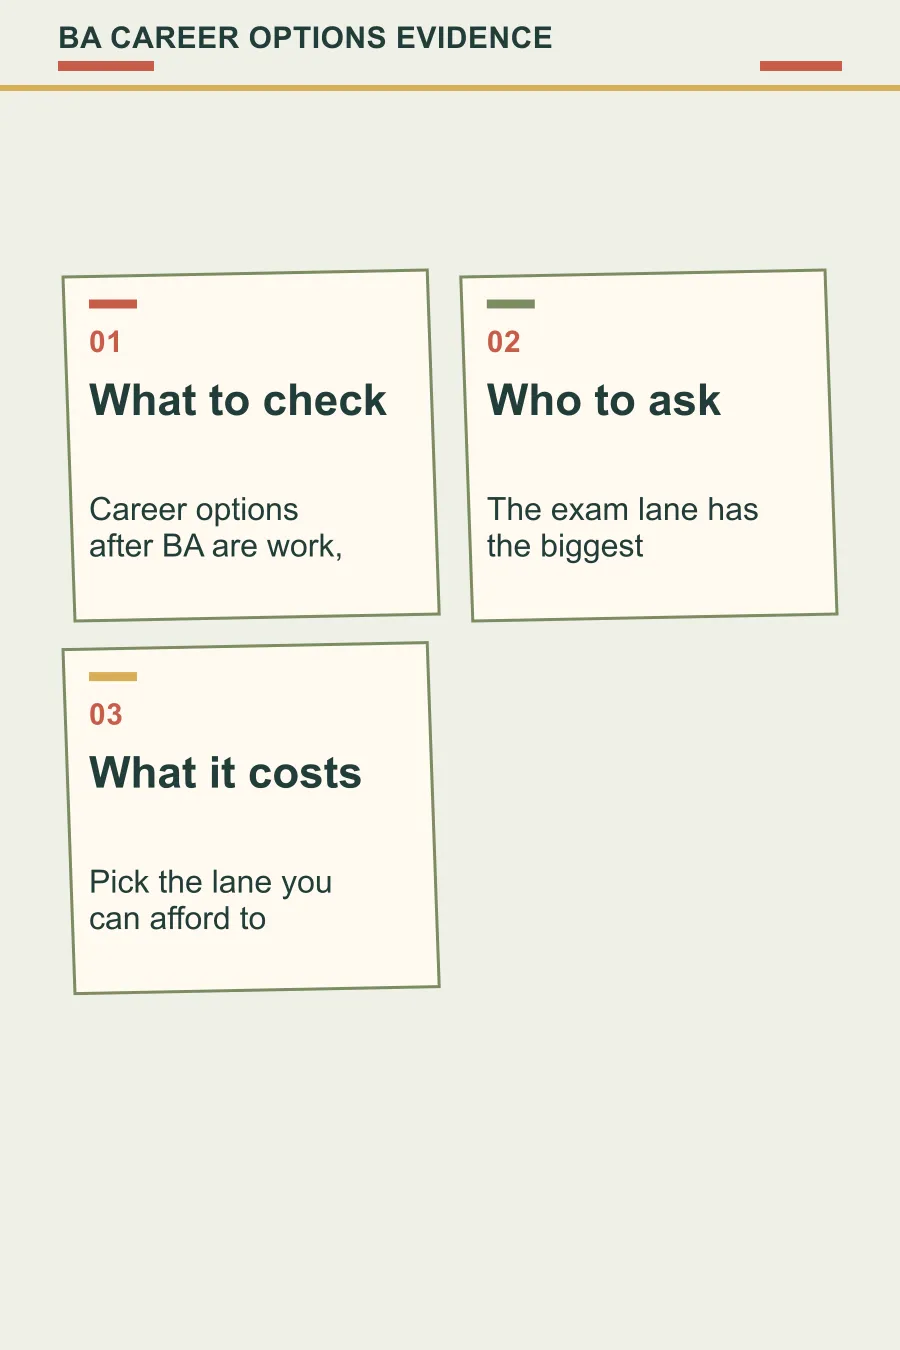 BA CAREER OPTIONS EVIDENCE
01
What to check
Career options
after BA are work,
02
Who to ask
The exam lane has
the biggest
03
What it costs
Pick the lane you
can afford to